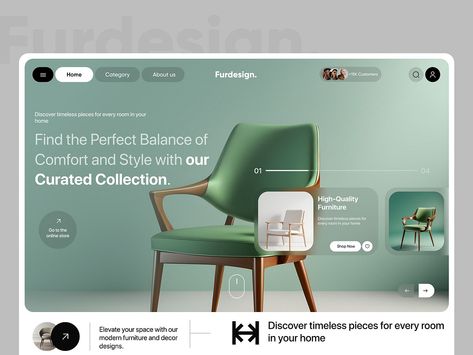 Furdesign.
Home
Category
About us
Furdesign.
+18K Customers
Discover timeless pieces for every room in your
home
Find the Perfect Balance of
Comfort and Style with our
Curated Collection.
01
04
High-Quality
Furniture
Discover timeless pieces for
every room in your home
Shop Now
Go to the
online store
Elevate your space with our
modern furniture and decor
designs.
Discover timeless pieces for every room
in your home